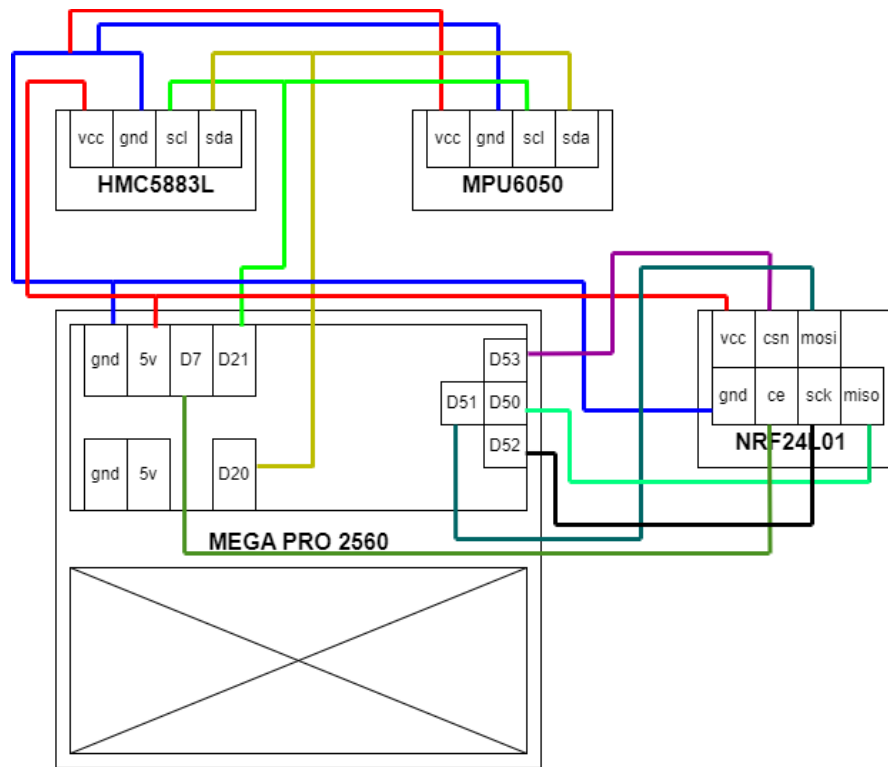 vcc gnd scl sda
HMC5883L
vcc gnd scl sda
MPU6050
gnd 5v D7 D21
D53
D51 D50
D52
gnd 5v D20
MEGA PRO 2560
vcc csn mosi
gnd ce sck miso
NRF24L01